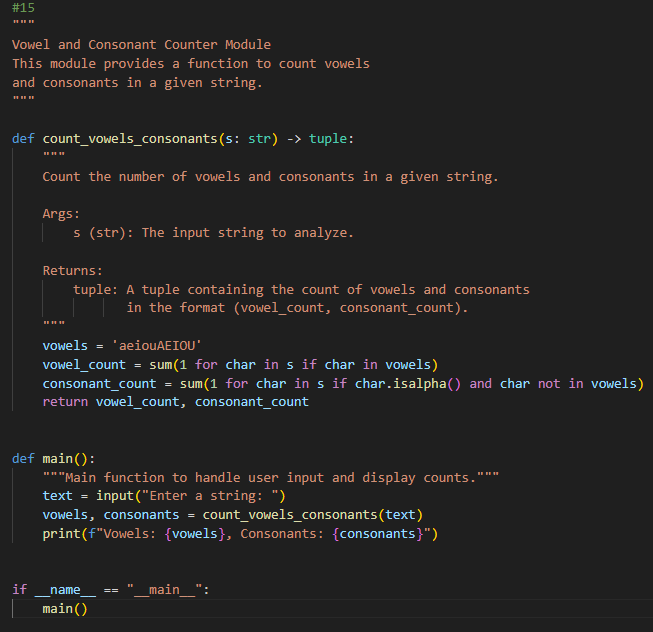 #15
"""
Vowel and Consonant Counter Module
This module provides a function to count vowels
and consonants in a given string.
"""

def count_vowels_consonants(s: str) -> tuple:
    """
    Count the number of vowels and consonants in a given string.

    Args:
        s (str): The input string to analyze.

    Returns:
        tuple: A tuple containing the count of vowels and consonants
               in the format (vowel_count, consonant_count).
    """
    vowels = 'aeiouAEIOU'
    vowel_count = sum(1 for char in s if char in vowels)
    consonant_count = sum(1 for char in s if char.isalpha() and char not in vowels)
    return vowel_count, consonant_count


def main():
    """Main function to handle user input and display counts."""
    text = input("Enter a string: ")
    vowels, consonants = count_vowels_consonants(text)
    print(f"Vowels: {vowels}, Consonants: {consonants}")


if __name__ == "__main__":
    main()